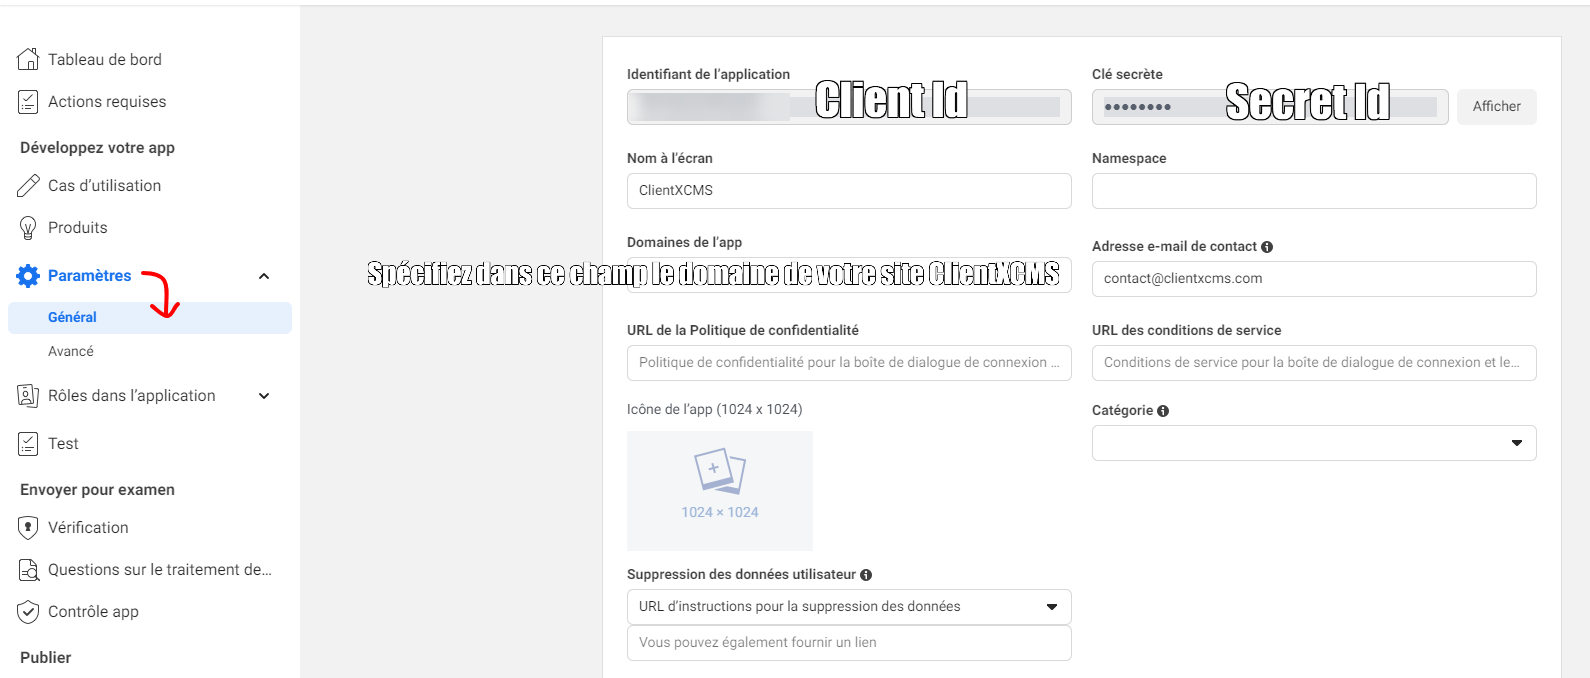 Tableau de bord
Actions requises
Développez votre app
Cas d’utilisation
Produits
Paramètres
Général
Avancé
Rôles dans l’application
Test
Envoyer pour examen
Vérification
Questions sur le traitement de...
Contrôle app
Publier
Identifiant de l’application
Client Id
Clé secrète
••••••••
Secret Id
Afficher
Nom à l’écran
ClientXCMS
Namespace
Domaines de l’app
Spécifiez dans ce champ le domaine de votre site ClientXCMS
Adresse e-mail de contact
contact@clientxcms.com
URL de la Politique de confidentialité
Politique de confidentialité pour la boîte de dialogue de connexion ...
URL des conditions de service
Conditions de service pour la boîte de dialogue de connexion et le...
Icône de l’app (1024 x 1024)
1024 × 1024
Catégorie
Suppression des données utilisateur
URL d’instructions pour la suppression des données
Vous pouvez également fournir un lien